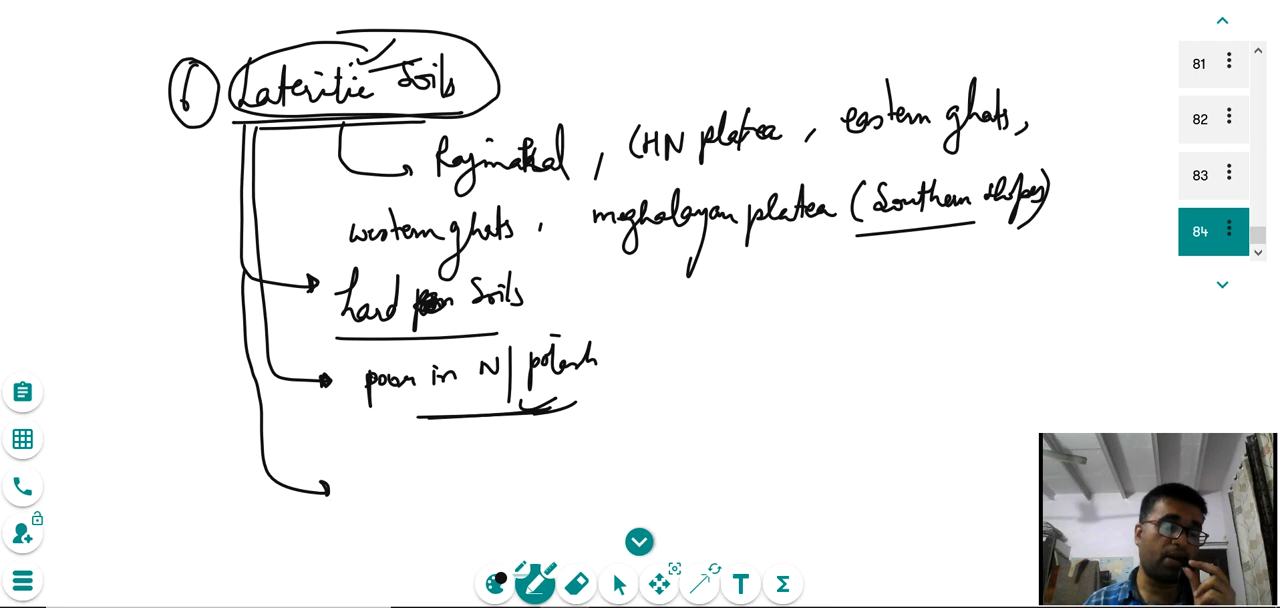 6 Lateritic Soils
Rajmahal, CHN platea, eastern ghats,
western ghats, meghalayan platea (Southern slopes)
hard Soils
poor in N | potash
81
82
83
84
T
Σ